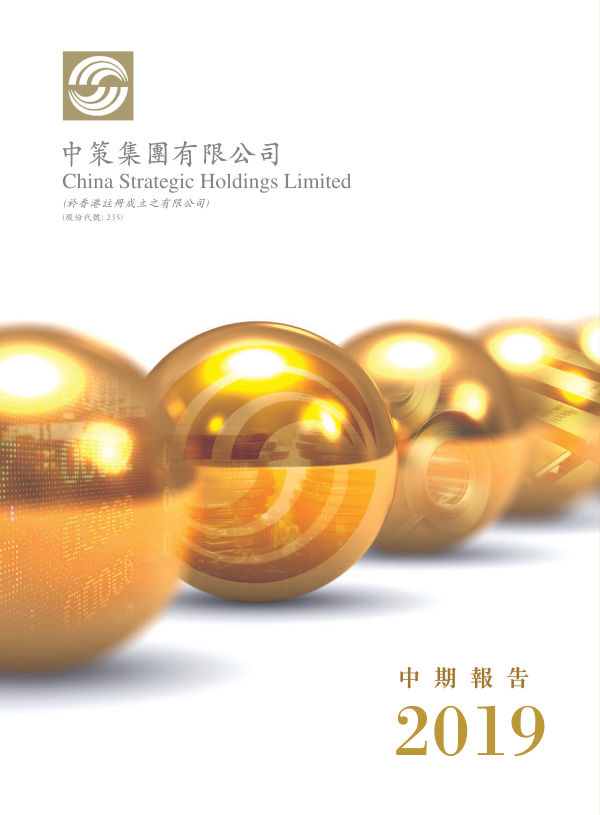 中策集團有限公司
China Strategic Holdings Limited
(於香港註冊成立之有限公司)
(股份代號: 235)
中期報告
2019